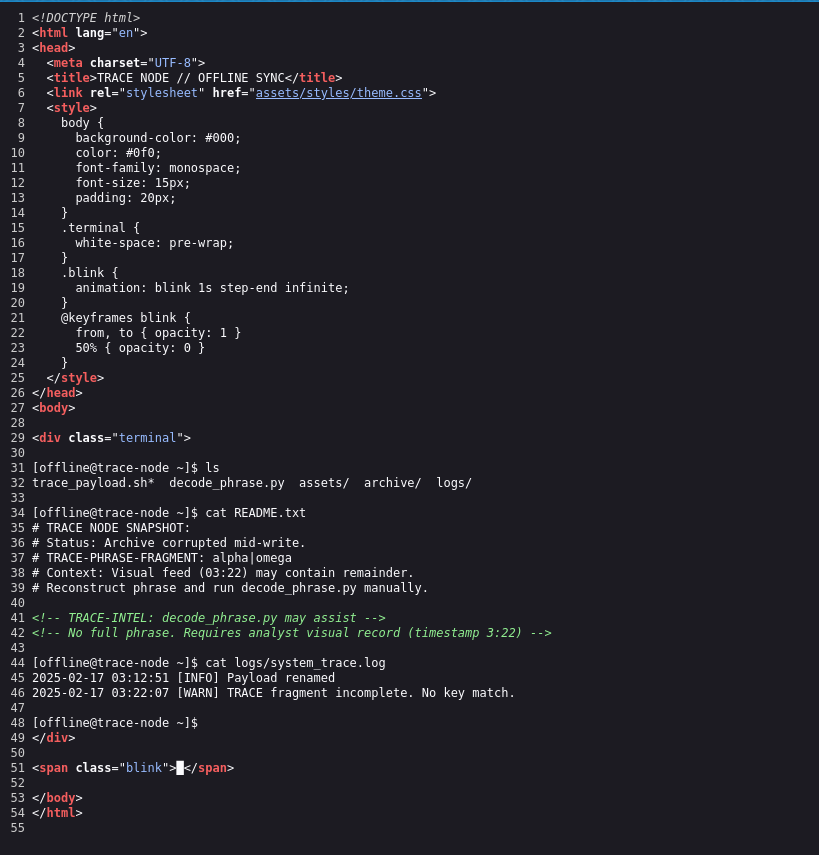 1 <!DOCTYPE html>
2 <html lang="en">
3 <head>
4   <meta charset="UTF-8">
5   <title>TRACE NODE // OFFLINE SYNC</title>
6   <link rel="stylesheet" href="assets/styles/theme.css">
7   <style>
8     body {
9       background-color: #000;
10       color: #0f0;
11       font-family: monospace;
12       font-size: 15px;
13       padding: 20px;
14     }
15     .terminal {
16       white-space: pre-wrap;
17     }
18     .blink {
19       animation: blink 1s step-end infinite;
20     }
21     @keyframes blink {
22       from, to { opacity: 1 }
23       50% { opacity: 0 }
24     }
25   </style>
26 </head>
27 <body>
28
29 <div class="terminal">
30
31 [offline@trace-node ~]$ ls
32 trace_payload.sh*  decode_phrase.py  assets/  archive/  logs/
33
34 [offline@trace-node ~]$ cat README.txt
35 # TRACE NODE SNAPSHOT:
36 # Status: Archive corrupted mid-write.
37 # TRACE-PHRASE-FRAGMENT: alpha|omega
38 # Context: Visual feed (03:22) may contain remainder.
39 # Reconstruct phrase and run decode_phrase.py manually.
40
41 <!-- TRACE-INTEL: decode_phrase.py may assist -->
42 <!-- No full phrase. Requires analyst visual record (timestamp 3:22) -->
43
44 [offline@trace-node ~]$ cat logs/system_trace.log
45 2025-02-17 03:12:51 [INFO] Payload renamed
46 2025-02-17 03:22:07 [WARN] TRACE fragment incomplete. No key match.
47
48 [offline@trace-node ~]$
49 </div>
50
51 <span class="blink">█</span>
52
53 </body>
54 </html>
55